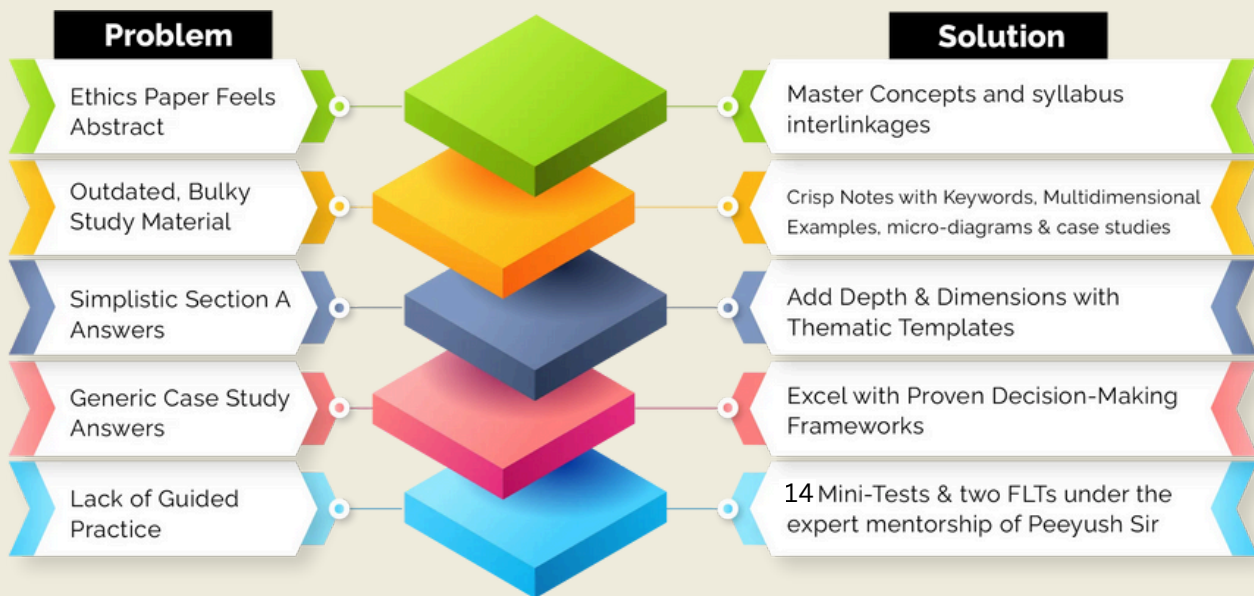 Problem
Solution
Ethics Paper Feels
Abstract
Master Concepts and syllabus
interlinkages
Outdated, Bulky
Study Material
Crisp Notes with Keywords, Multidimensional
Examples, micro-diagrams & case studies
Simplistic Section A
Answers
Add Depth & Dimensions with
Thematic Templates
Generic Case Study
Answers
Excel with Proven Decision-Making
Frameworks
Lack of Guided
Practice
14 Mini-Tests & two FLTs under the
expert mentorship of Peeyush Sir